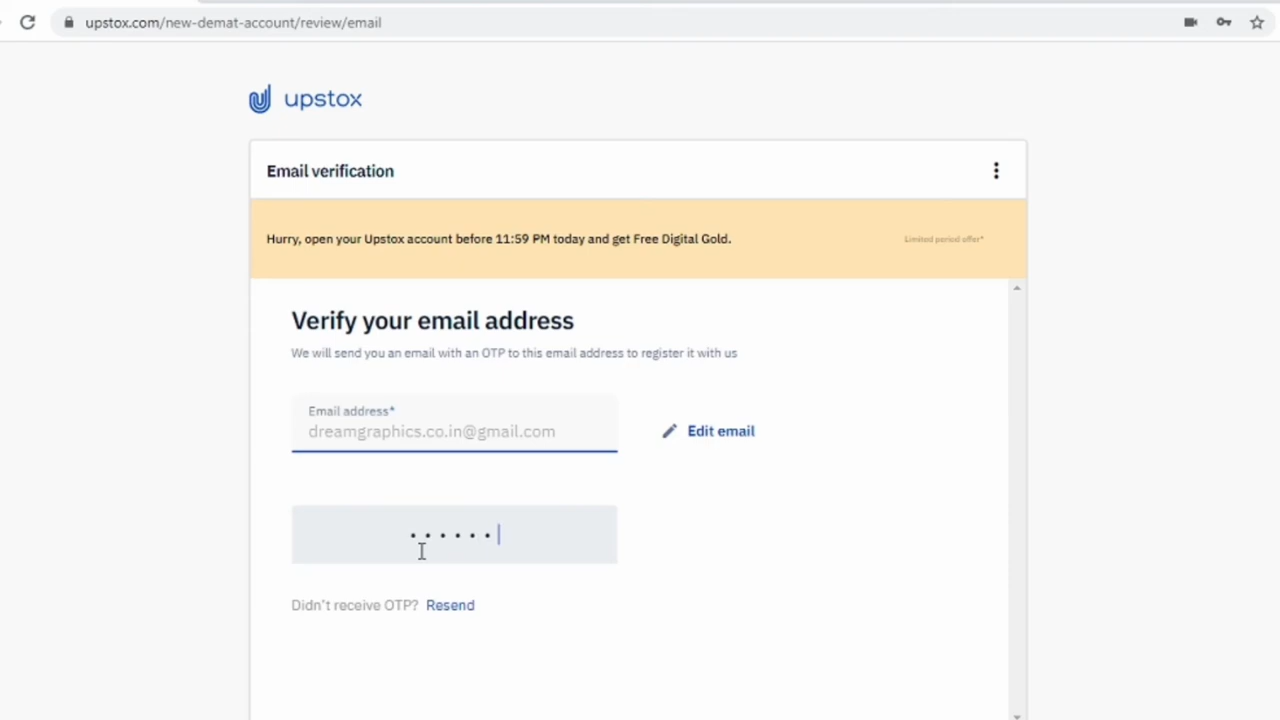 upstox.com/new-demat-account/review/email
upstox
Email verification
Hurry, open your Upstox account before 11:59 PM today and get Free Digital Gold.
Limited period offer*
Verify your email address
We will send you an email with an OTP to this email address to register it with us
Email address*
dreamgraphics.co.in@gmail.com
Edit email
••••••
Didn't receive OTP? Resend